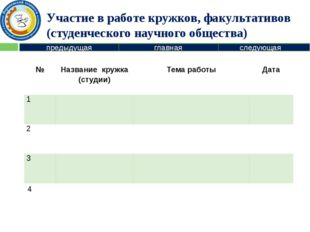 Участие в работе кружков, факультативов
(студенческого научного общества)
предыдущая главная следующая
№ Название кружка (студии) Тема работы Дата
1
2
3
4